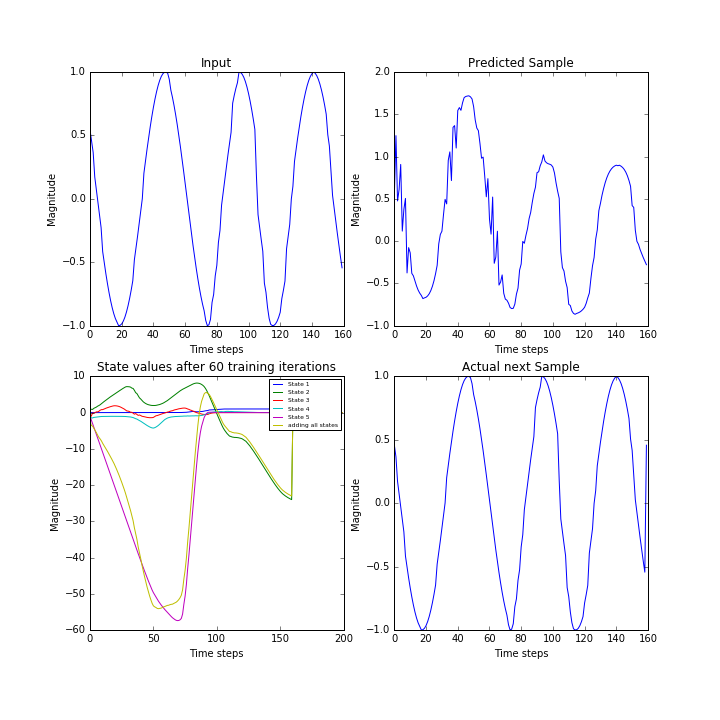 Input
1.0
0.5
0.0
−0.5
−1.0
Magnitude
0 20 40 60 80 100 120 140 160
Time steps
Predicted Sample
2.0
1.5
1.0
0.5
0.0
−0.5
−1.0
Magnitude
0 20 40 60 80 100 120 140 160
Time steps
State values after 60 training iterations
10
0
−10
−20
−30
−40
−50
−60
Magnitude
0 50 100 150 200
Time steps
State 1
State 2
State 3
State 4
State 5
adding all states
Actual next Sample
1.0
0.5
0.0
−0.5
−1.0
Magnitude
0 20 40 60 80 100 120 140 160
Time steps